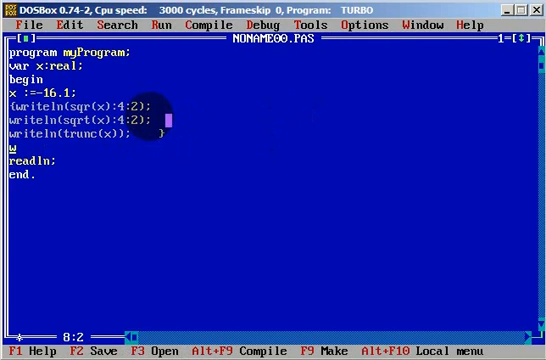 DOSBox 0.74-2, Cpu speed: 3000 cycles, Frameskip 0, Program: TURBO
File Edit Search Run Compile Debug Tools Options Window Help
NONAME00.PAS 1=[↕]
program myProgram;
var x:real;
begin
x :=-16.1;
{writeln(sqr(x):4:2);
writeln(sqrt(x):4:2);
writeln(trunc(x)); }
w
readln;
end.
8:2
F1 Help F2 Save F3 Open Alt+F9 Compile F9 Make Alt+F10 Local menu